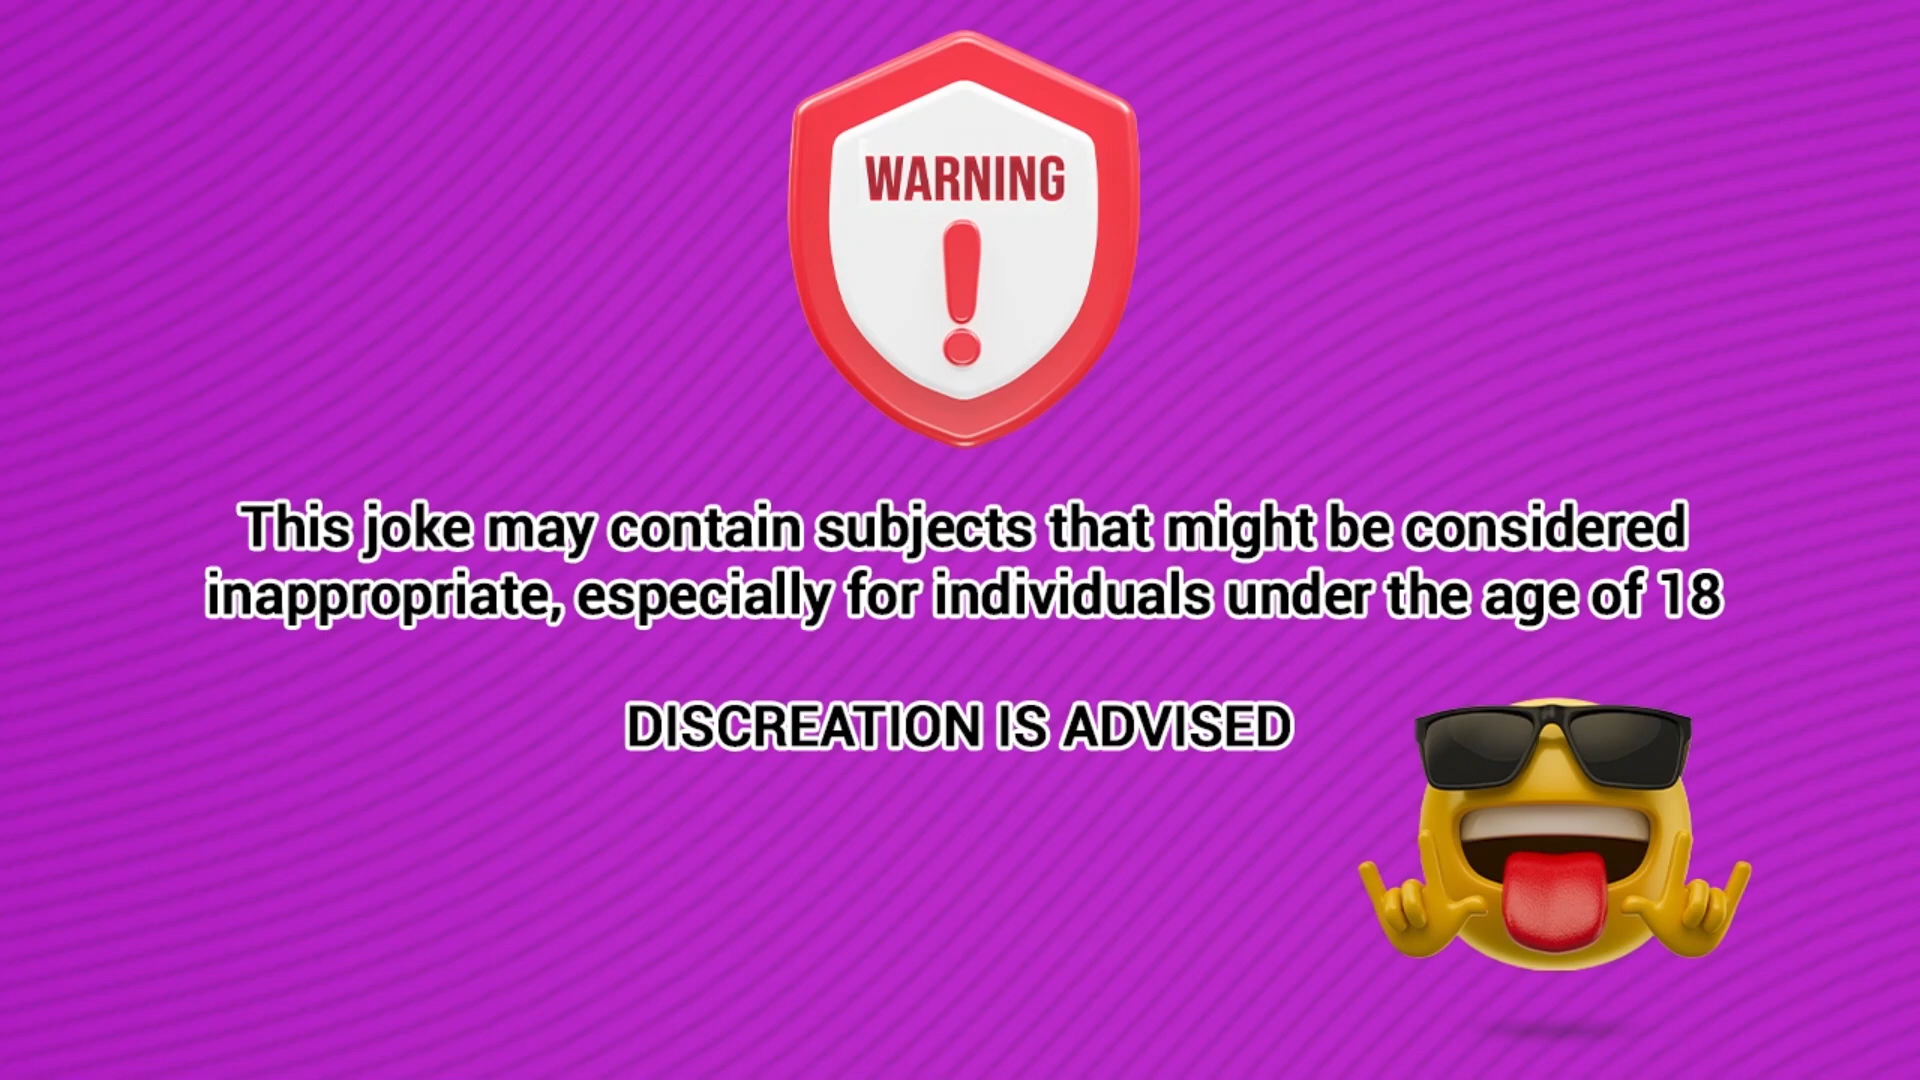 WARNING
This joke may contain subjects that might be considered
inappropriate, especially for individuals under the age of 18
DISCREATION IS ADVISED